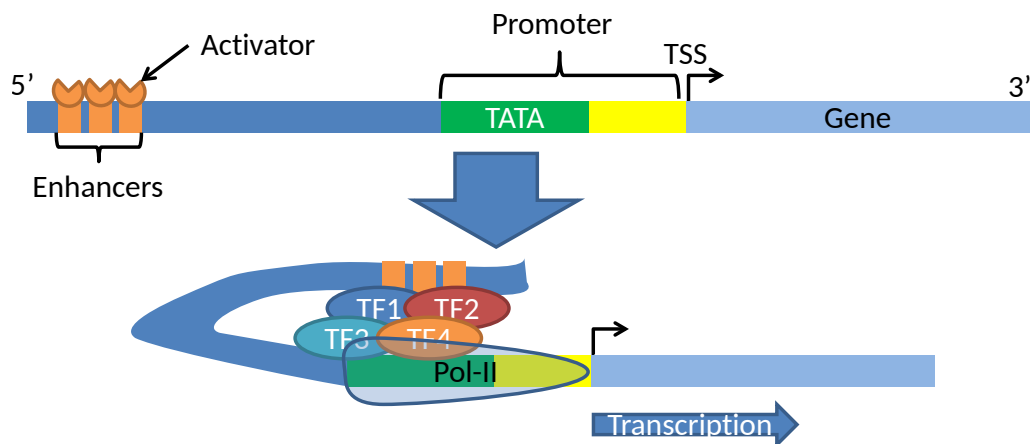 Promoter
Activator
TSS
5’
3’
TATA
Gene
Enhancers
TF1
TF2
TF3
TF4
Pol-II
Transcription